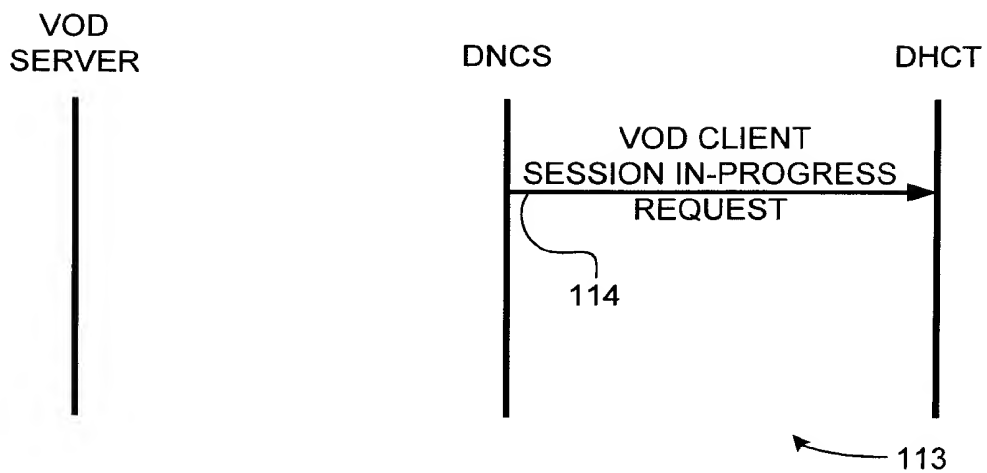 VOD
SERVER
DNCS
DHCT
VOD CLIENT
SESSION IN-PROGRESS
REQUEST
114
113